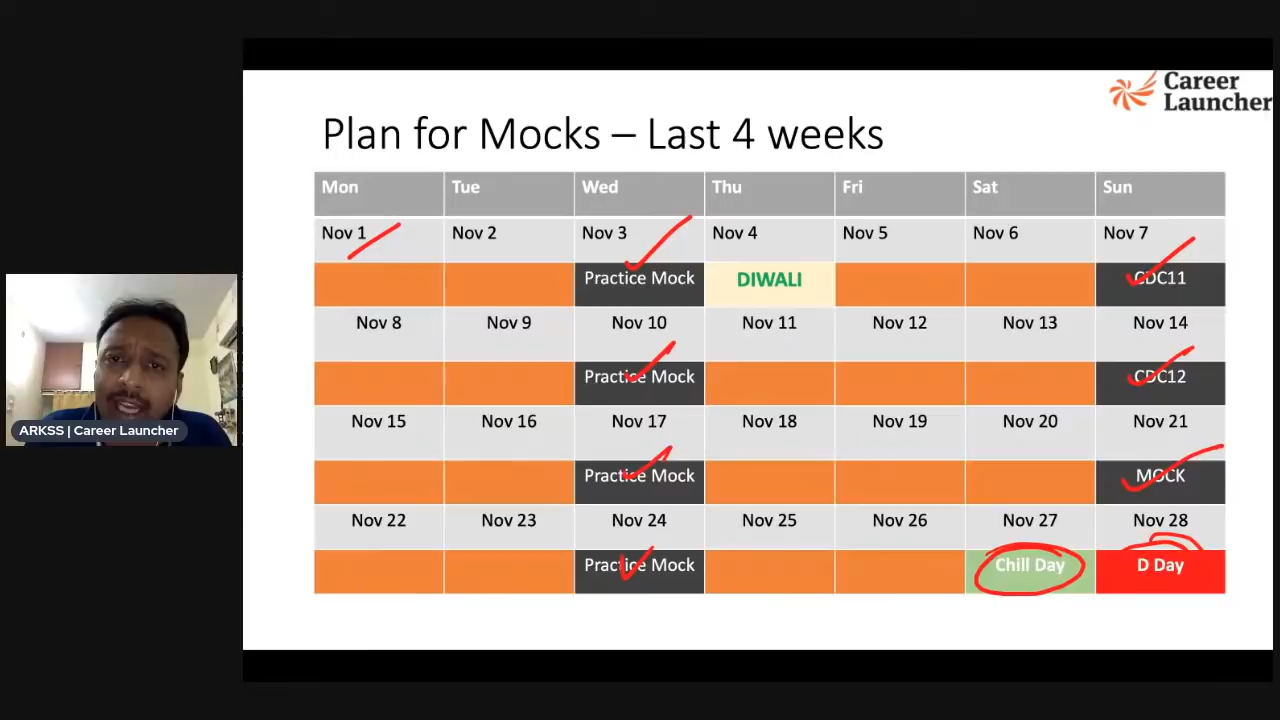 Career
Launcher
Plan for Mocks – Last 4 weeks
Mon Tue Wed Thu Fri Sat Sun
Nov 1 Nov 2 Nov 3 Nov 4 Nov 5 Nov 6 Nov 7
Practice Mock DIWALI CDC11
Nov 8 Nov 9 Nov 10 Nov 11 Nov 12 Nov 13 Nov 14
Practice Mock CDC12
Nov 15 Nov 16 Nov 17 Nov 18 Nov 19 Nov 20 Nov 21
Practice Mock MOCK
Nov 22 Nov 23 Nov 24 Nov 25 Nov 26 Nov 27 Nov 28
Practice Mock Chill Day D Day
ARKSS | Career Launcher